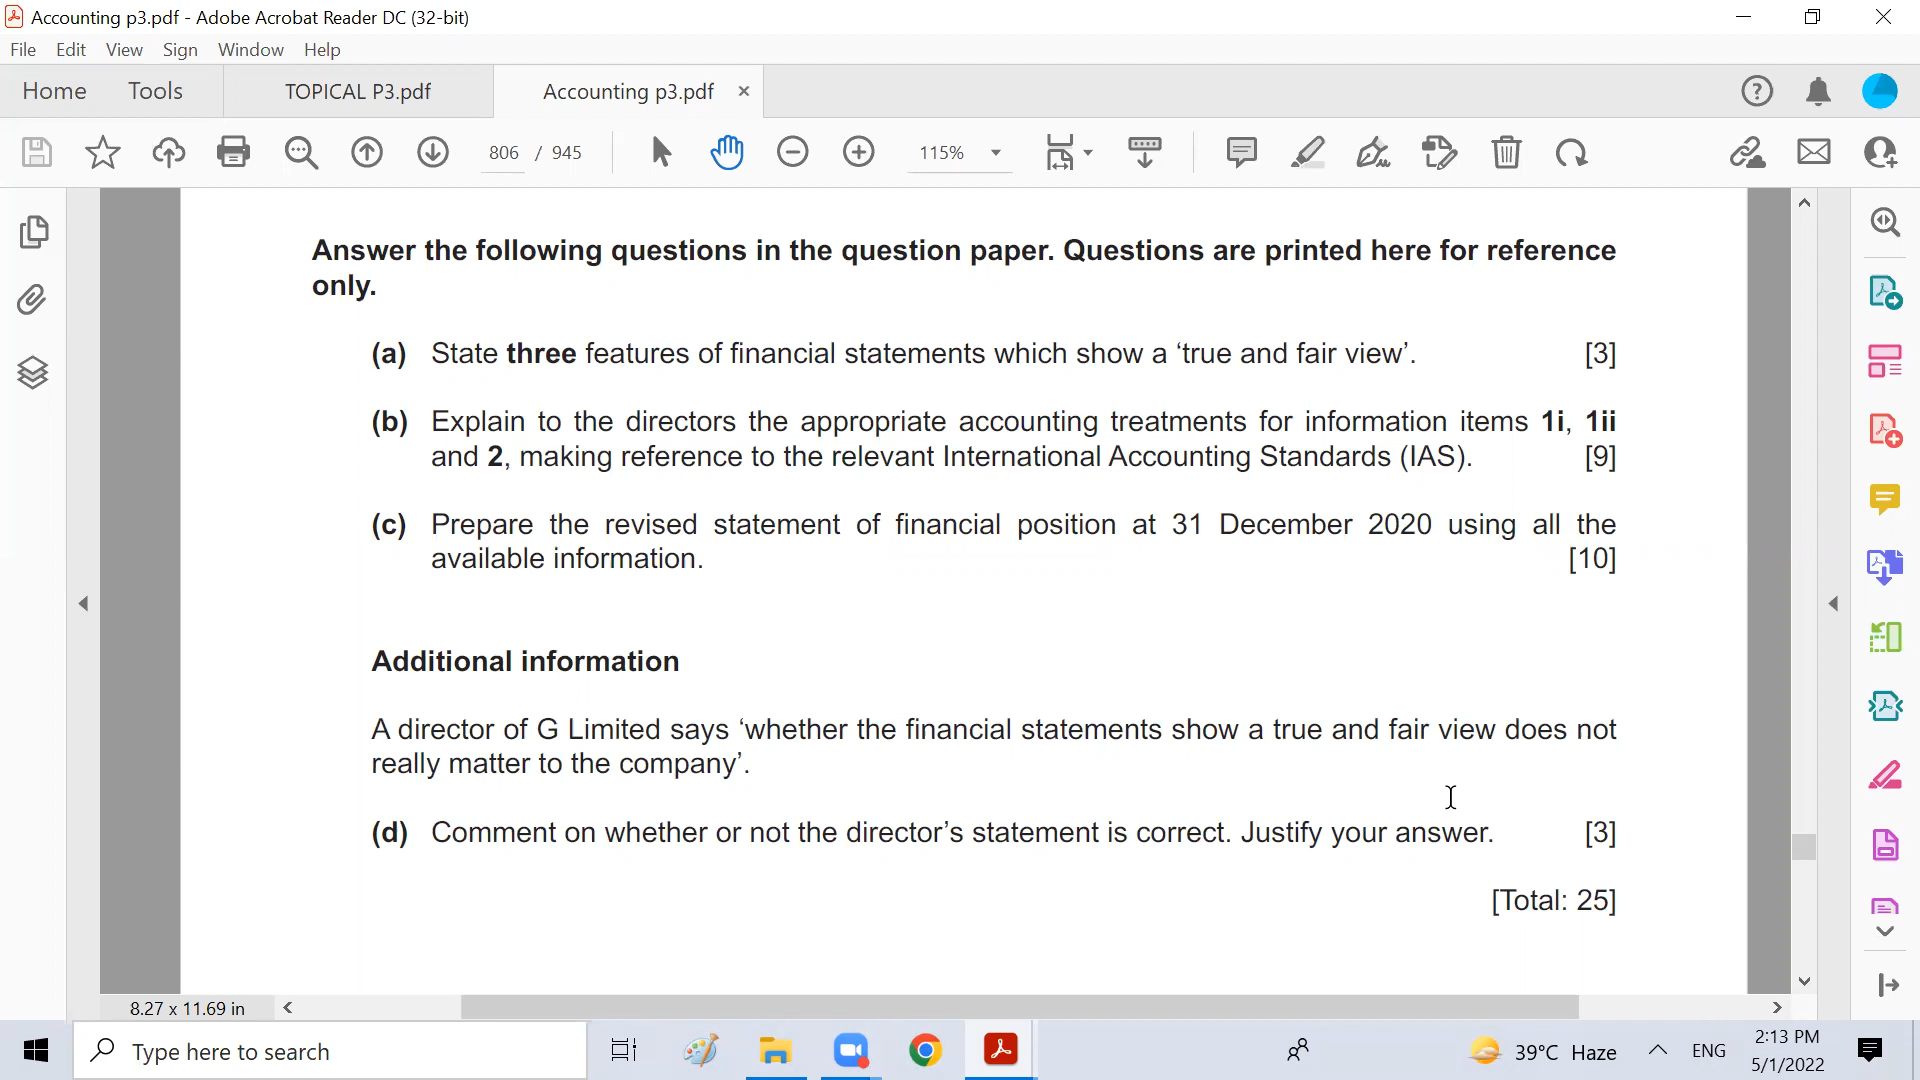 Accounting p3.pdf - Adobe Acrobat Reader DC (32-bit)
File Edit View Sign Window Help
Home Tools TOPICAL P3.pdf Accounting p3.pdf ×
806 / 945 115%
Answer the following questions in the question paper. Questions are printed here for reference
only.
(a) State three features of financial statements which show a ‘true and fair view’. [3]
(b) Explain to the directors the appropriate accounting treatments for information items 1i, 1ii
and 2, making reference to the relevant International Accounting Standards (IAS). [9]
(c) Prepare the revised statement of financial position at 31 December 2020 using all the
available information. [10]
Additional information
A director of G Limited says ‘whether the financial statements show a true and fair view does not
really matter to the company’.
(d) Comment on whether or not the director’s statement is correct. Justify your answer. [3]
[Total: 25]
8.27 x 11.69 in
Type here to search
39°C Haze
ENG
2:13 PM
5/1/2022